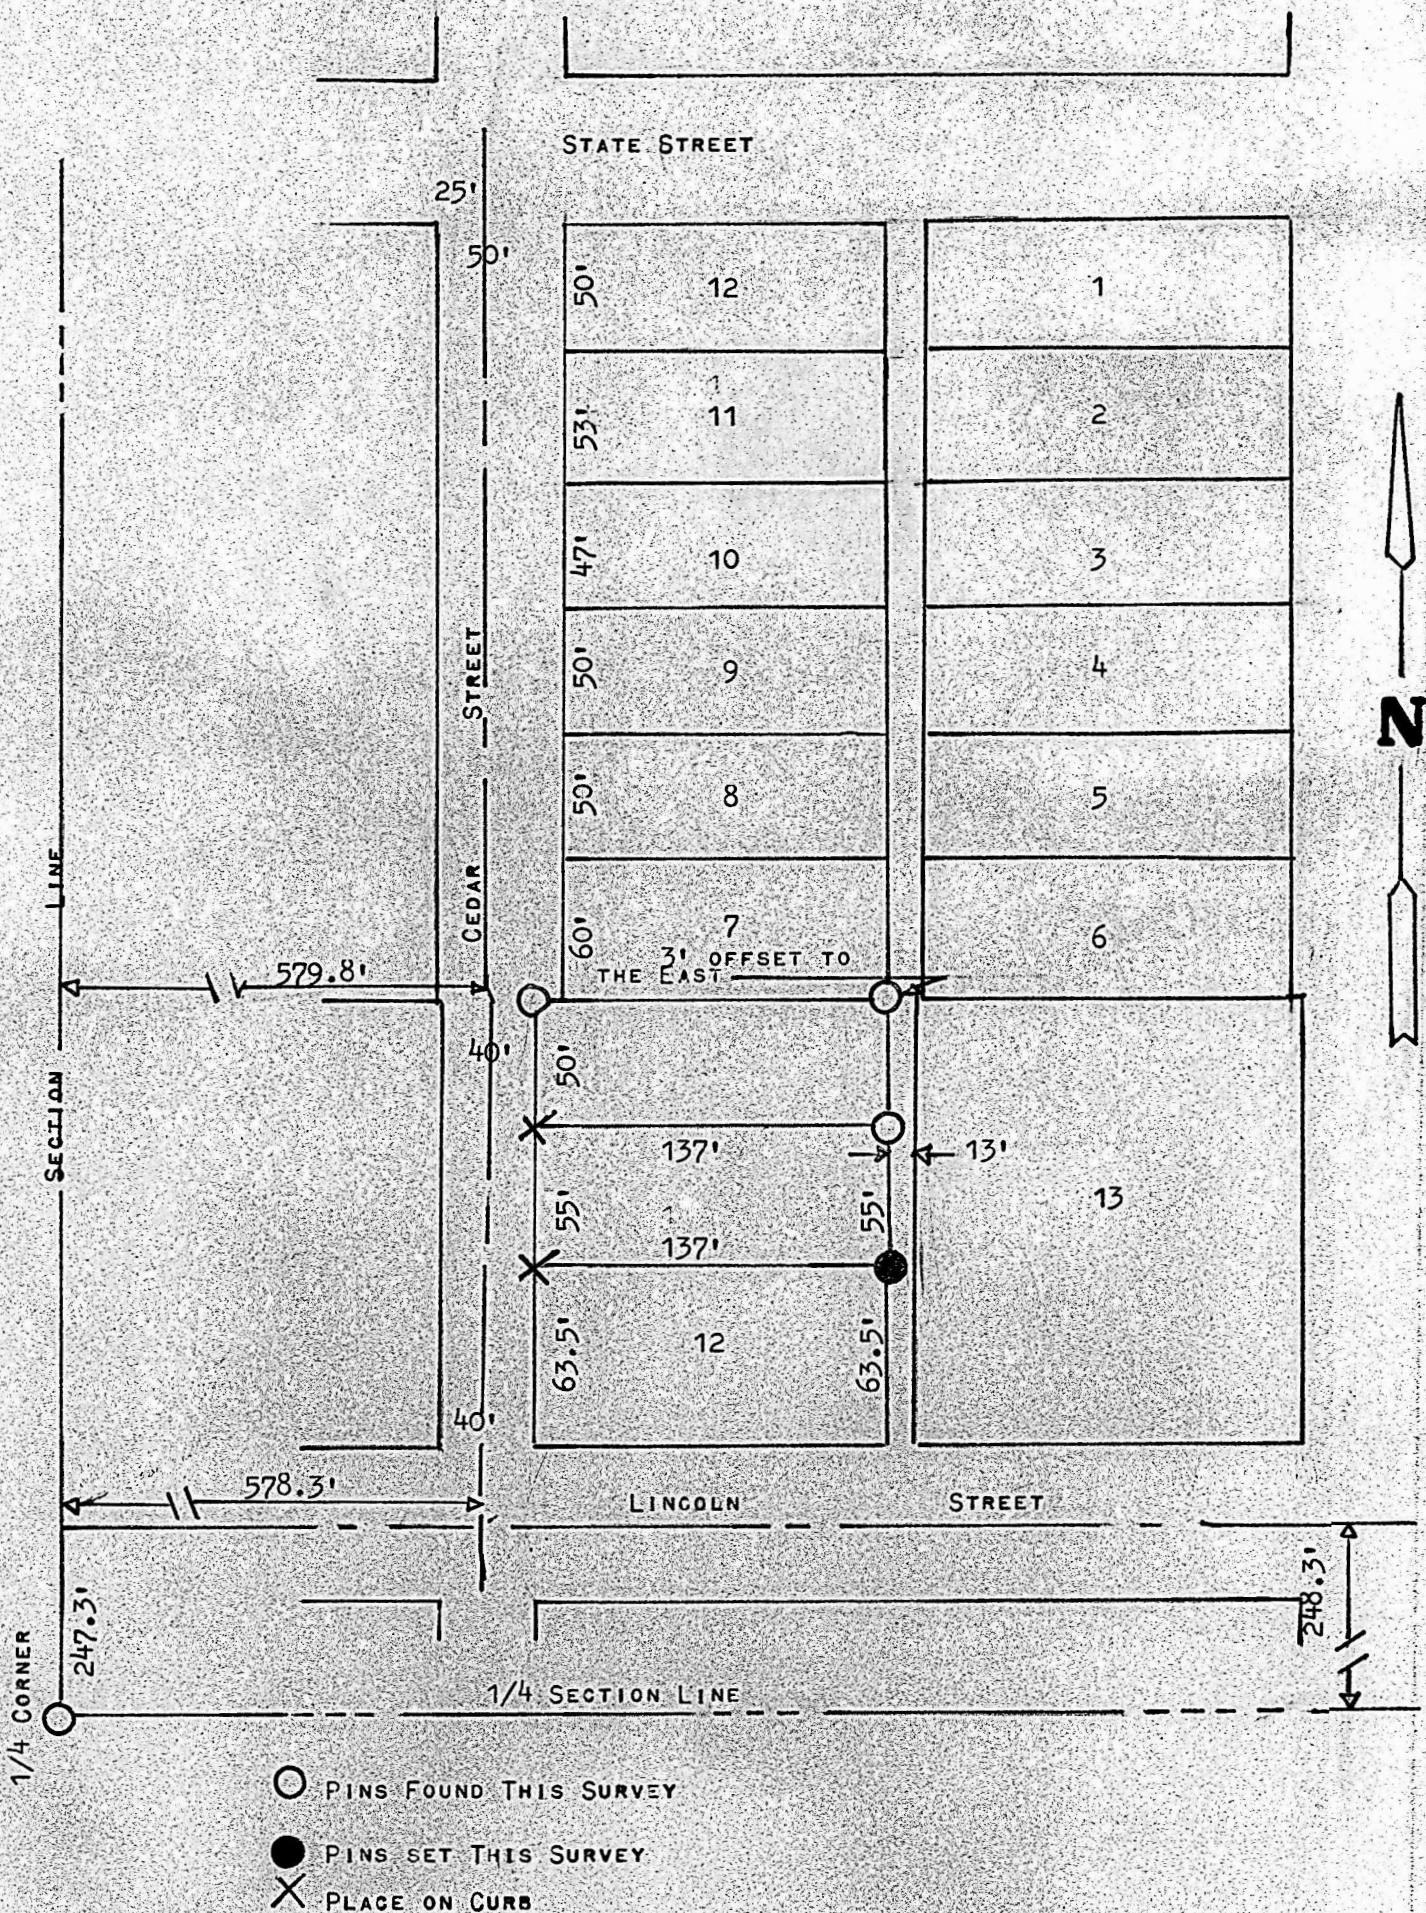 STATE STREET
25'
50'
50'
12
1
53'
11
2
47'
10
3
50'
9
4
N
50'
8
5
STREET
CEDAR
LINE
SECTION
60'
7
6
3' OFFSET TO
THE EAST
579.8'
40'
50'
137'
13'
55'
55'
13
137'
63.5'
12
63.5'
40'
578.3'
LINCOLN STREET
247.3'
248.3'
1/4 CORNER
1/4 SECTION LINE
PINS FOUND THIS SURVEY
PINS SET THIS SURVEY
PLACE ON CURB